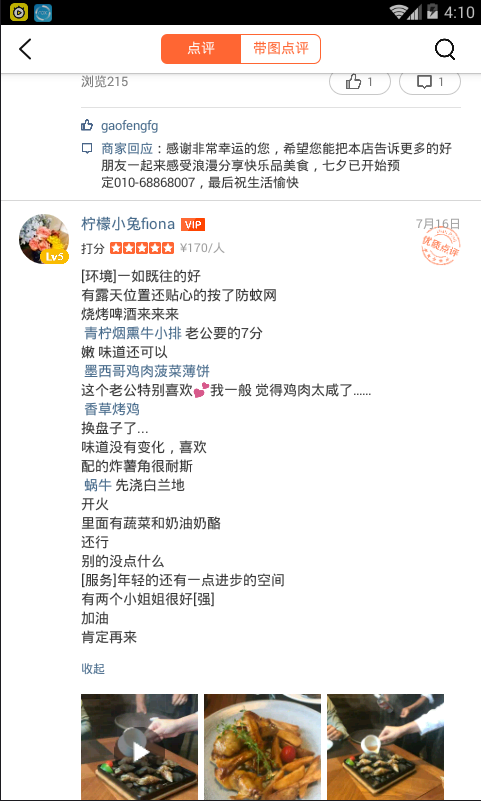 4:10
点评
带图点评
浏览215
1
1
gaofengfg
商家回应：感谢非常幸运的您，希望您能把本店告诉更多的好
朋友一起来感受浪漫分享快乐品美食，七夕已开始预
定010-68868007，最后祝生活愉快
柠檬小兔fiona VIP
7月16日
打分 ¥170/人
优质点评
Lv5
[环境]一如既往的好
有露天位置还贴心的按了防蚊网
烧烤啤酒来来来
青柠烟熏牛小排 老公要的7分
嫩 味道还可以
墨西哥鸡肉菠菜薄饼
这个老公特别喜欢💕我一般 觉得鸡肉太咸了……
香草烤鸡
换盘子了...
味道没有变化，喜欢
配的炸薯角很耐斯
蜗牛 先浇白兰地
开火
里面有蔬菜和奶油奶酪
还行
别的没点什么
[服务]年轻的还有一点进步的空间
有两个小姐姐很好[强]
加油
肯定再来
收起